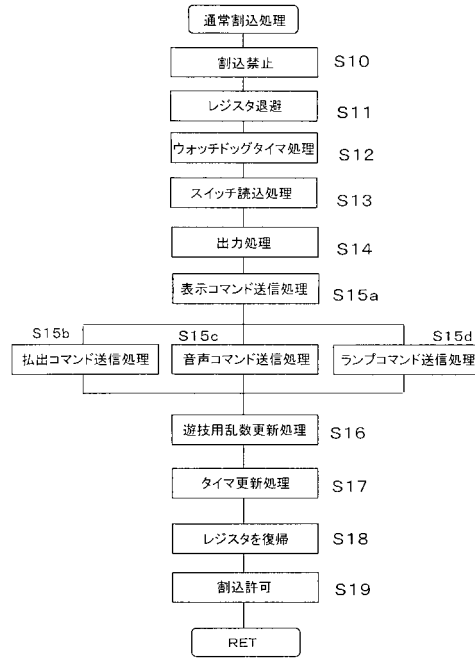 通常割込処理
割込禁止 S10
レジスタ退避 S11
ウォッチドッグタイマ処理 S12
スイッチ読込処理 S13
出力処理 S14
表示コマンド送信処理 S15a
S15b S15c S15d
払出コマンド送信処理 音声コマンド送信処理 ランプコマンド送信処理
遊技用乱数更新処理 S16
タイマ更新処理 S17
レジスタを復帰 S18
割込許可 S19
RET